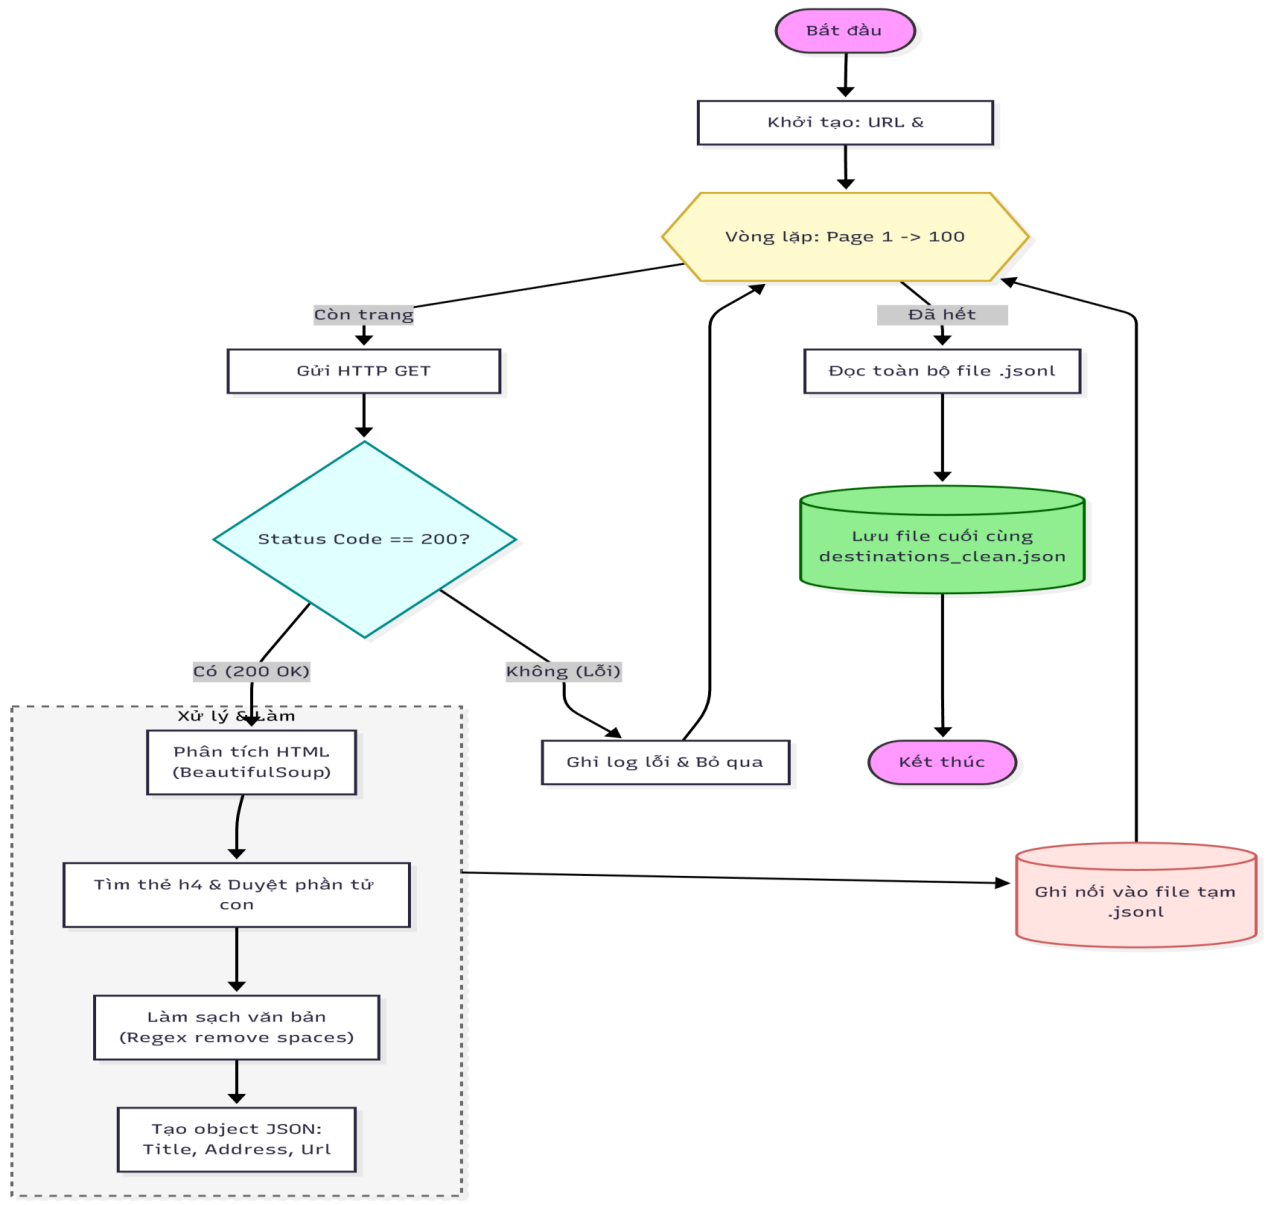 Bắt đầu
Khởi tạo: URL &
Vòng lặp: Page 1 -> 100
Còn trang
Đã hết
Gửi HTTP GET
Đọc toàn bộ file .jsonl
Status Code == 200?
Lưu file cuối cùng
destinations_clean.json
Có (200 OK)
Không (Lỗi)
Xử lý & Làm
Phân tích HTML
(BeautifulSoup)
Ghi log lỗi & Bỏ qua
Kết thúc
Tìm thẻ h4 & Duyệt phần tử
con
Ghi nối vào file tạm
.jsonl
Làm sạch văn bản
(Regex remove spaces)
Tạo object JSON:
Title, Address, Url